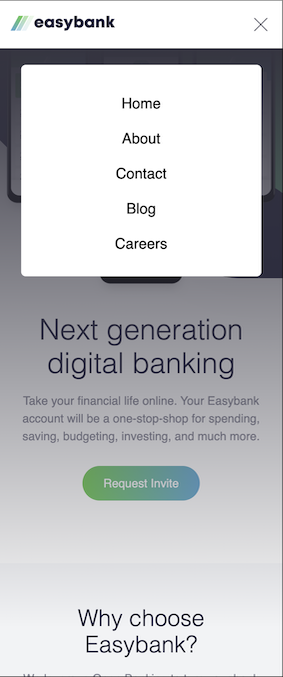 easybank
Home
About
Contact
Blog
Careers
Next generation
digital banking
Take your financial life online. Your Easybank
account will be a one-stop-shop for spending,
saving, budgeting, investing, and much more.
Request Invite
Why choose
Easybank?